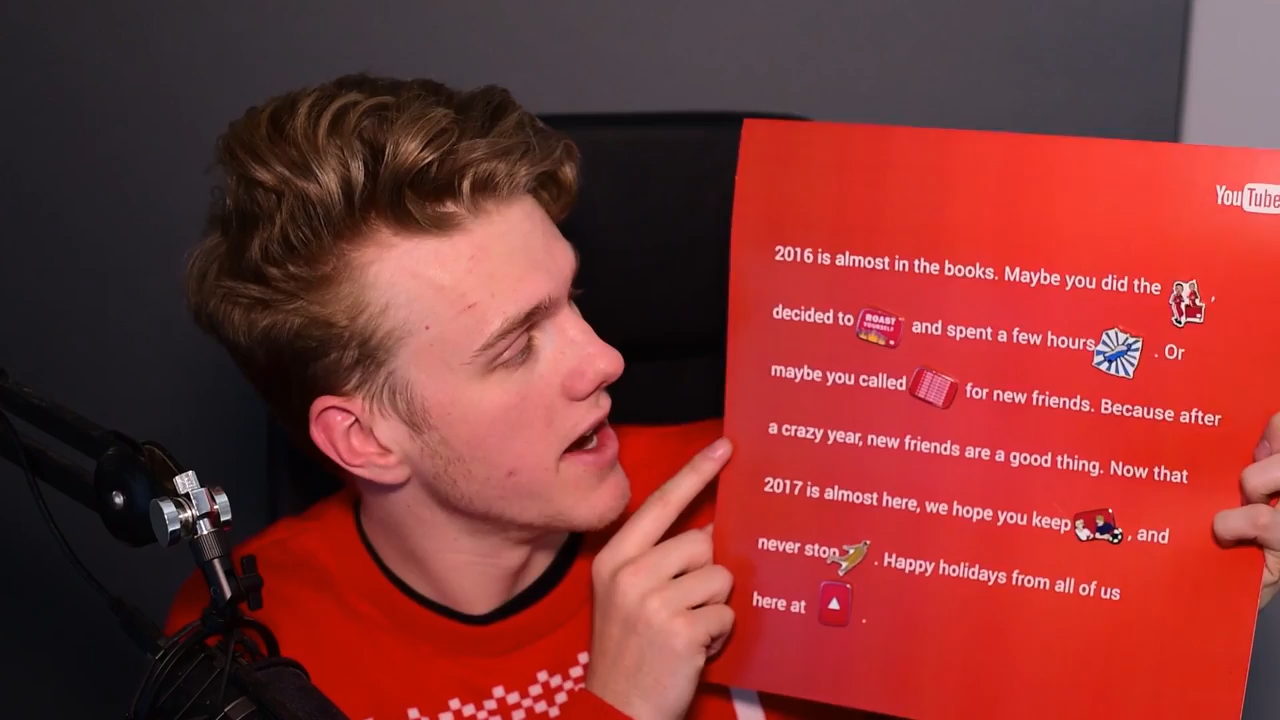 YouTube
2016 is almost in the books. Maybe you did the ,
decided to ROAST YOURSELF and spent a few hours . Or
maybe you called for new friends. Because after
a crazy year, new friends are a good thing. Now that
2017 is almost here, we hope you keep , and
never stop . Happy holidays from all of us
here at .